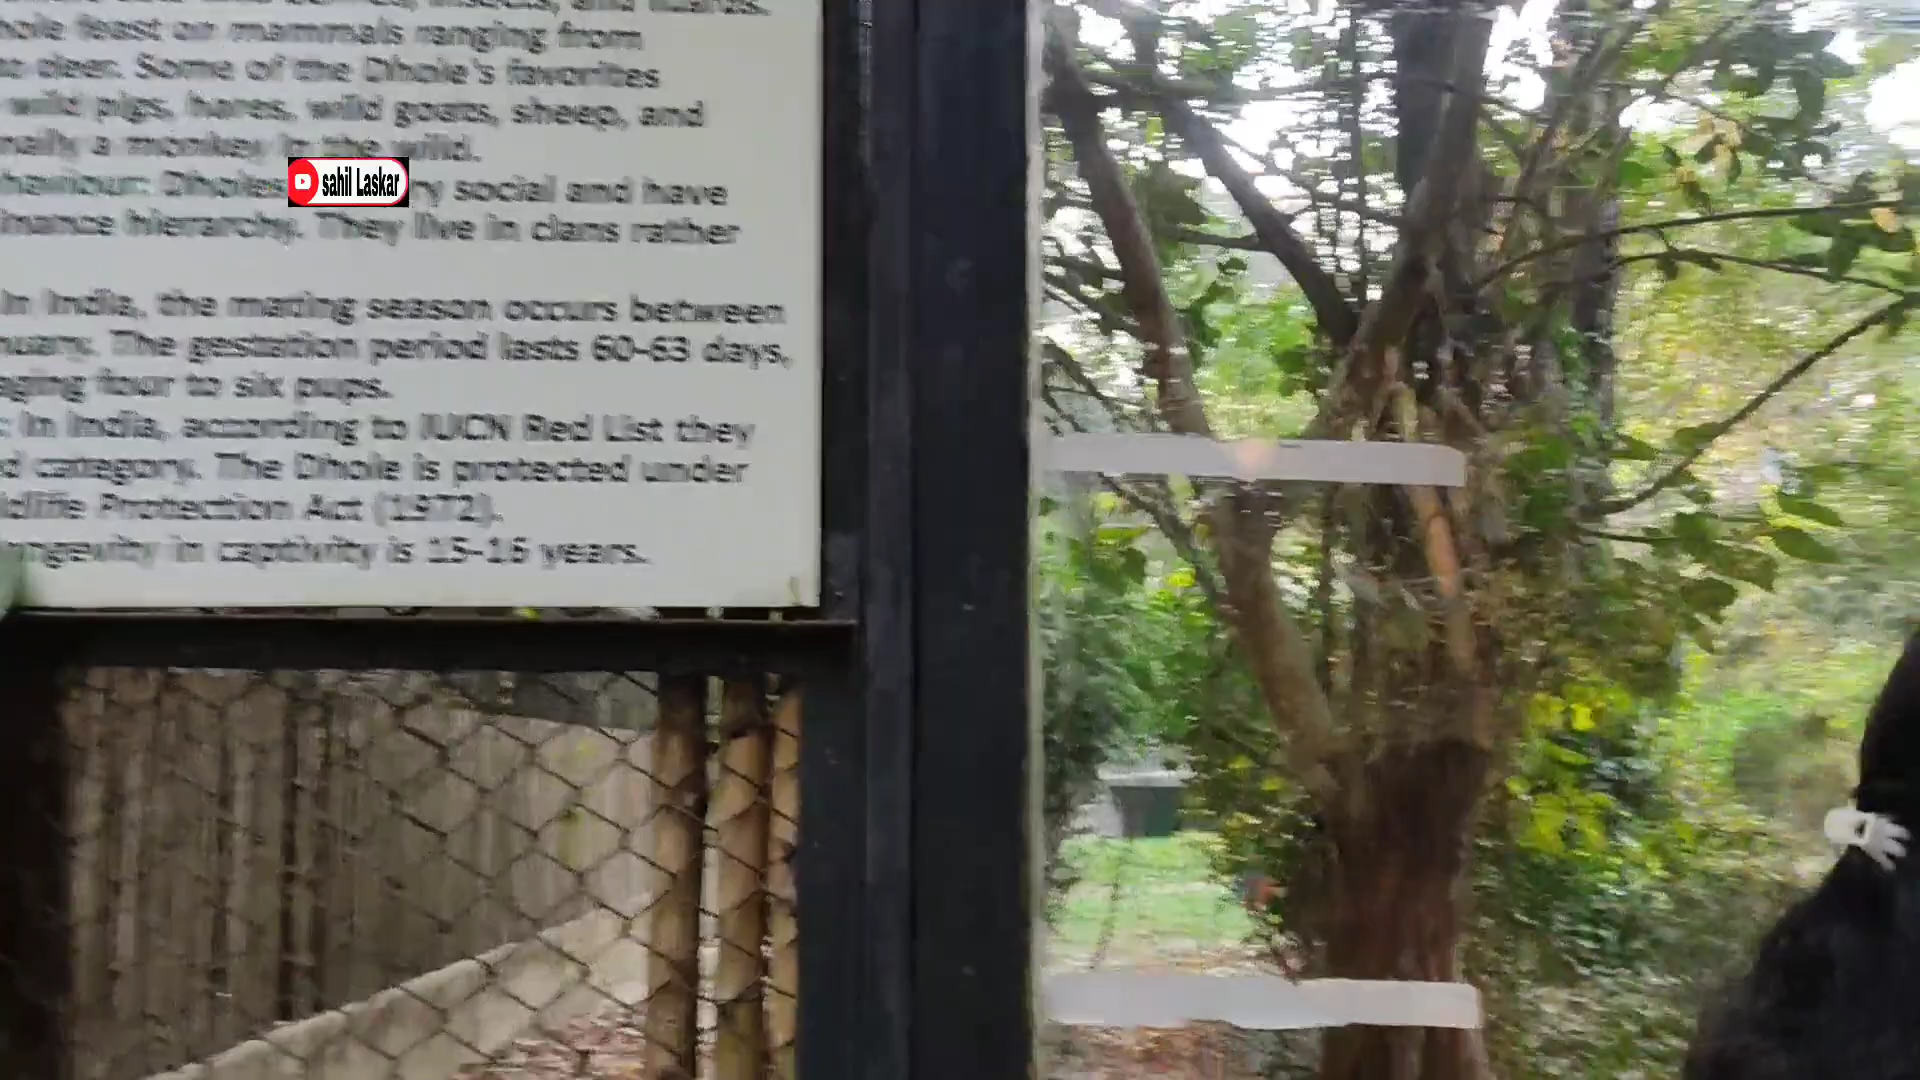 feast on mammals ranging from
deer. Some of the Dhole's favorites
wild pigs, hares, wild goats, sheep, and
a monkey in the wild.
Dholes social and have
hierarchy. They live in clans rather
In India, the mating season occurs between
The gestation period lasts 60-63 days,
four to six pups.
: In India, according to IUCN Red List they
category. The Dhole is protected under
Protection Act (1972).
in captivity is 15-16 years.
sahil Laskar